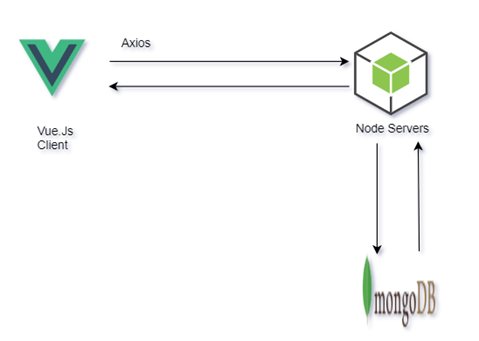 Axios
Vue.Js
Client
Node Servers
mongoDB